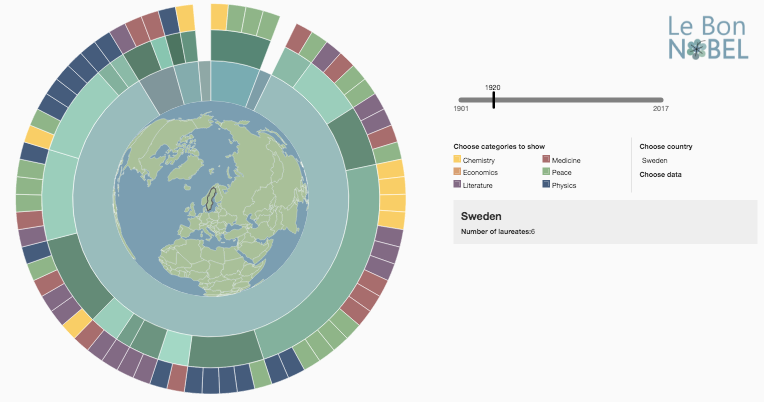 Le Bon
NOBEL
1920
1901 2017
Choose categories to show
Chemistry Medicine
Economics Peace
Literature Physics
Choose country
Sweden
Choose data
Sweden
Number of laureates:6